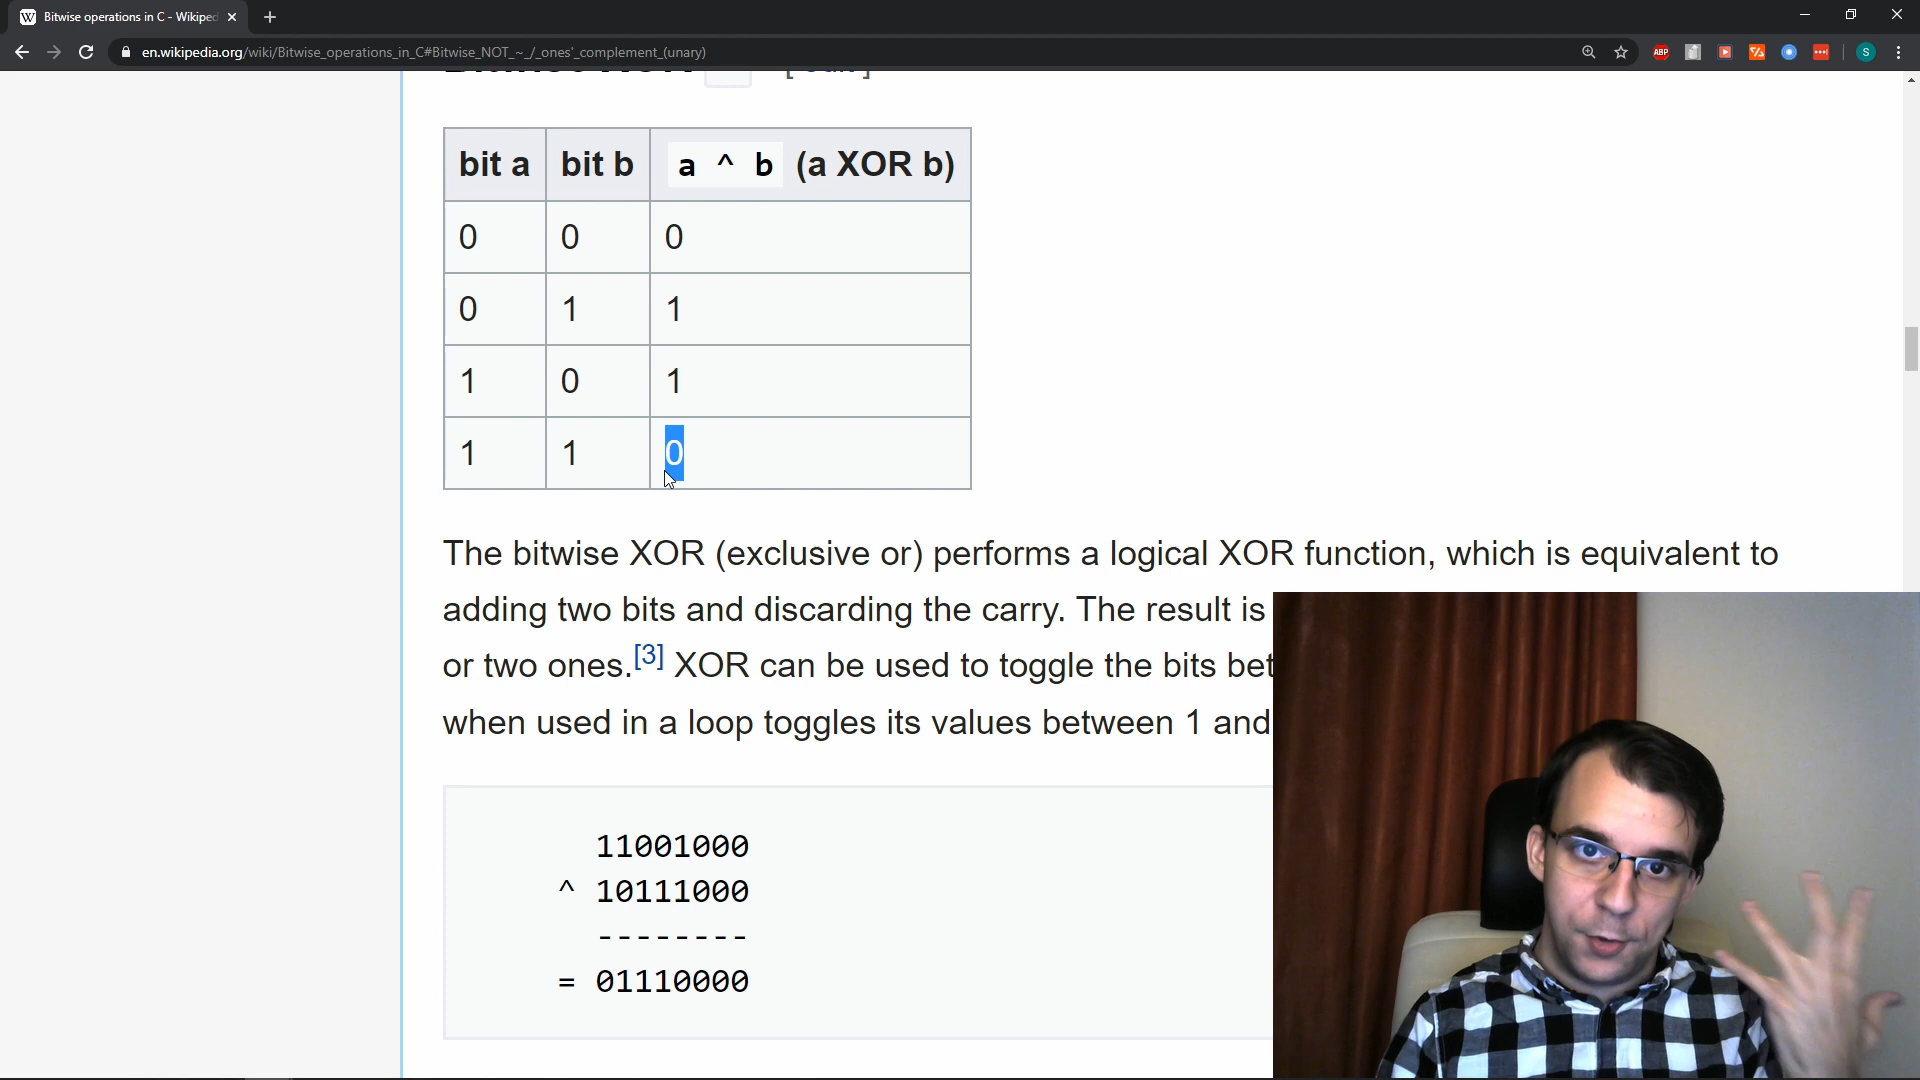 Bitwise operations in C - Wikiped
en.wikipedia.org/wiki/Bitwise_operations_in_C#Bitwise_NOT_~_/_ones'_complement_(unary)
ABP
S
bit a bit b a ^ b (a XOR b)
0 0 0
0 1 1
1 0 1
1 1 0
The bitwise XOR (exclusive or) performs a logical XOR function, which is equivalent to
adding two bits and discarding the carry. The result is
or two ones.[3] XOR can be used to toggle the bits bet
when used in a loop toggles its values between 1 and
11001000
^ 10111000
--------
= 01110000